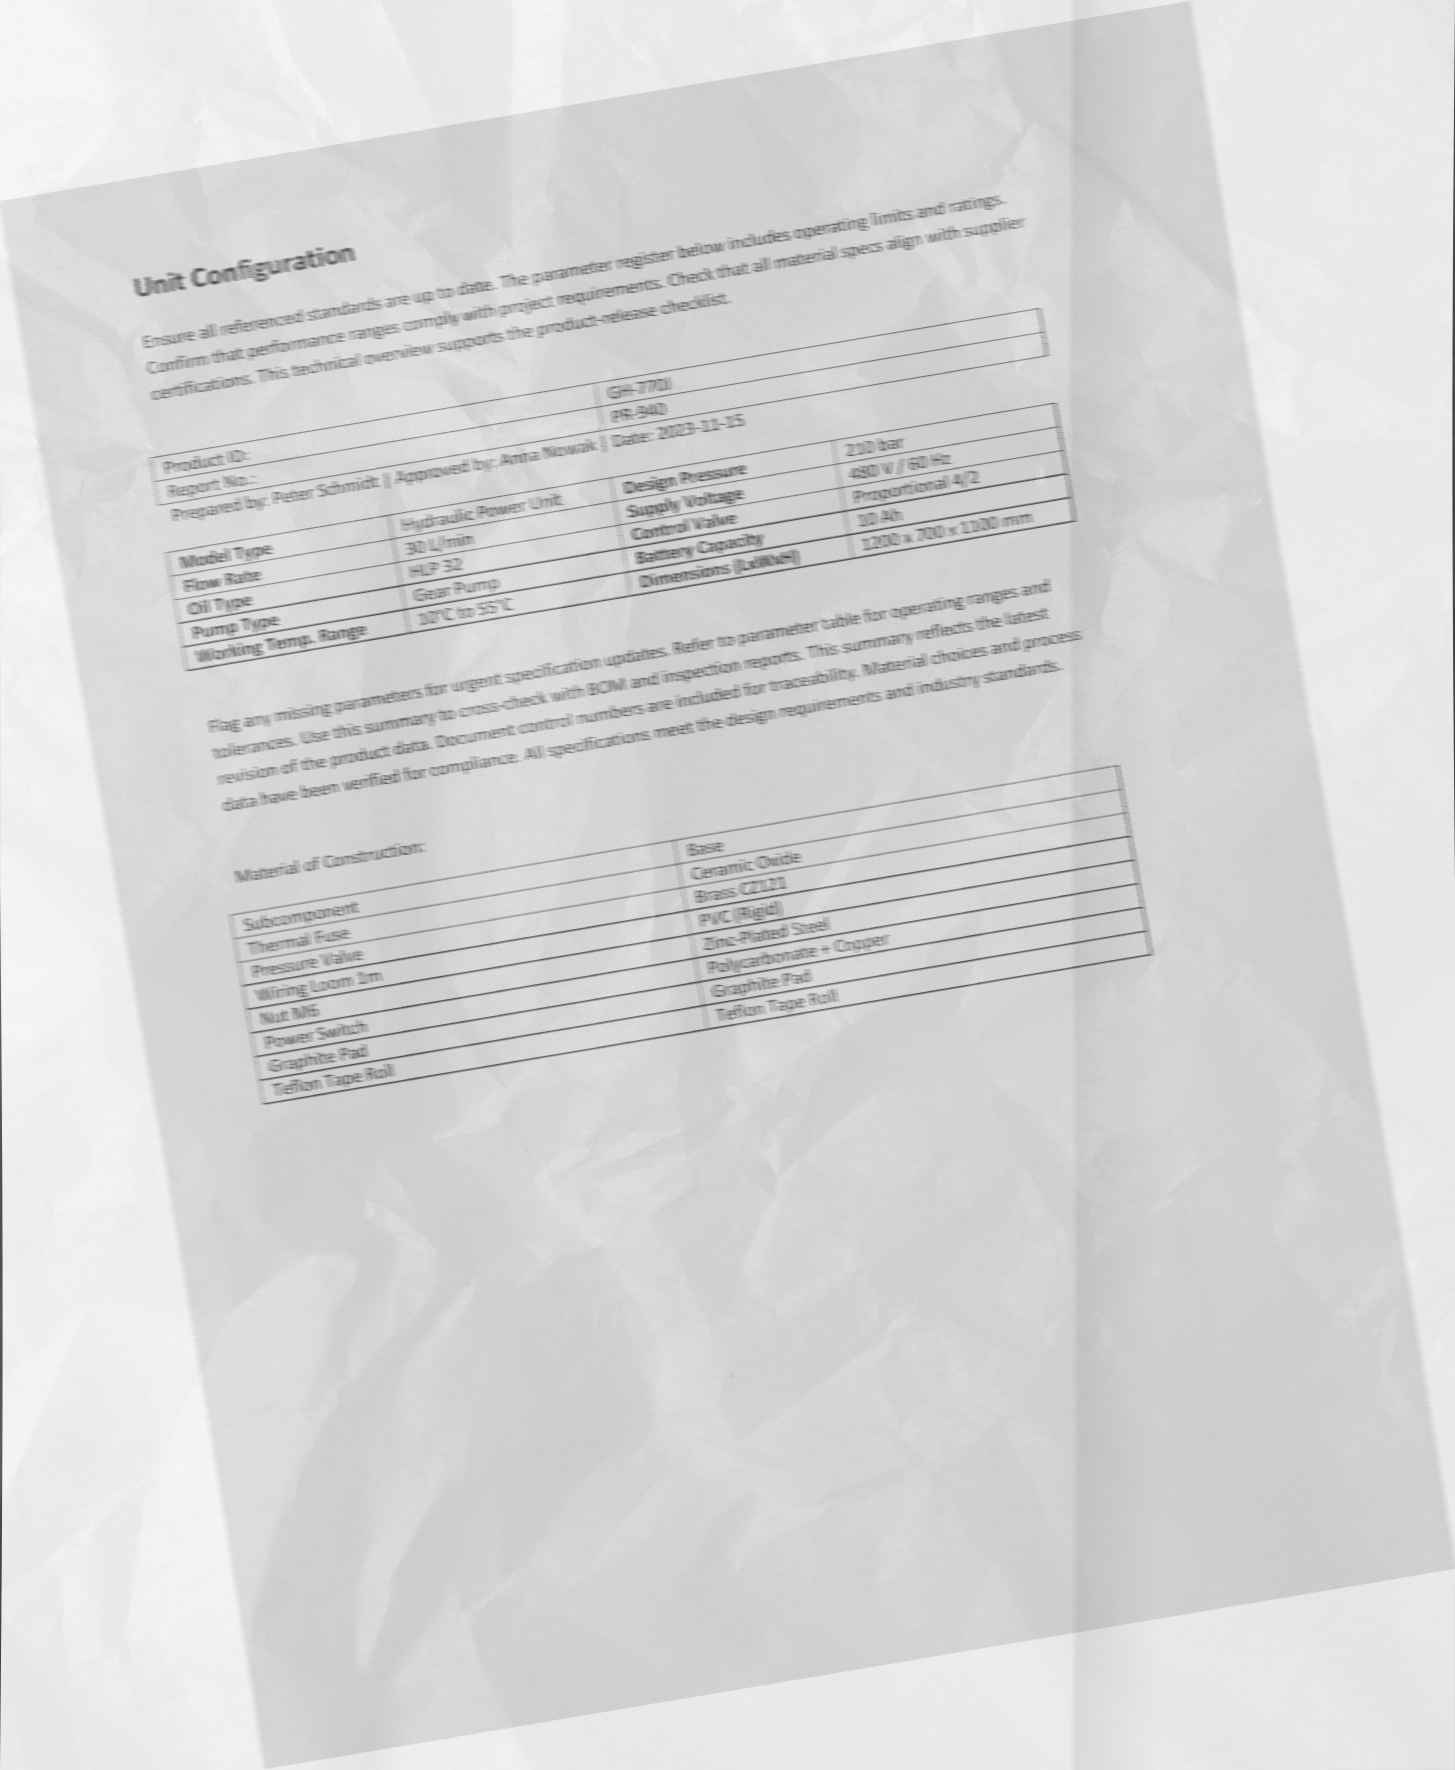 Unit Configuration
Ensure all referenced standards are up to date. The parameter register below includes operating limits and ratings.
Confirm that performance ranges comply with project requirements. Check that all material specs align with supplier
certifications. This technical overview supports the product-release checklist.
Product ID: GH-770J
Report No.: PR-940
Prepared by: Peter Schmidt | Approved by: Anna Nowak | Date: 2023-11-15
Model Type Hydraulic Power Unit Design Pressure 210 bar
Flow Rate 30 L/min Supply Voltage 480 V / 60 Hz
Oil Type HLP 32 Control Valve Proportional 4/2
Pump Type Gear Pump Battery Capacity 10 Ah
Working Temp. Range 10°C to 55°C Dimensions (LxWxH) 1200 x 700 x 1100 mm
Flag any missing parameters for urgent specification updates. Refer to parameter table for operating ranges and
tolerances. Use this summary to cross-check with BOM and inspection reports. This summary reflects the latest
revision of the product data. Document control numbers are included for traceability. Material choices and process
data have been verified for compliance. All specifications meet the design requirements and industry standards.
Material of Construction:
Subcomponent Base
Thermal Fuse Ceramic Oxide
Pressure Valve Brass CZ121
Wiring Loom 1m PVC (Rigid)
Nut M6 Zinc-Plated Steel
Power Switch Polycarbonate + Copper
Graphite Pad Graphite Pad
Teflon Tape Roll Teflon Tape Roll